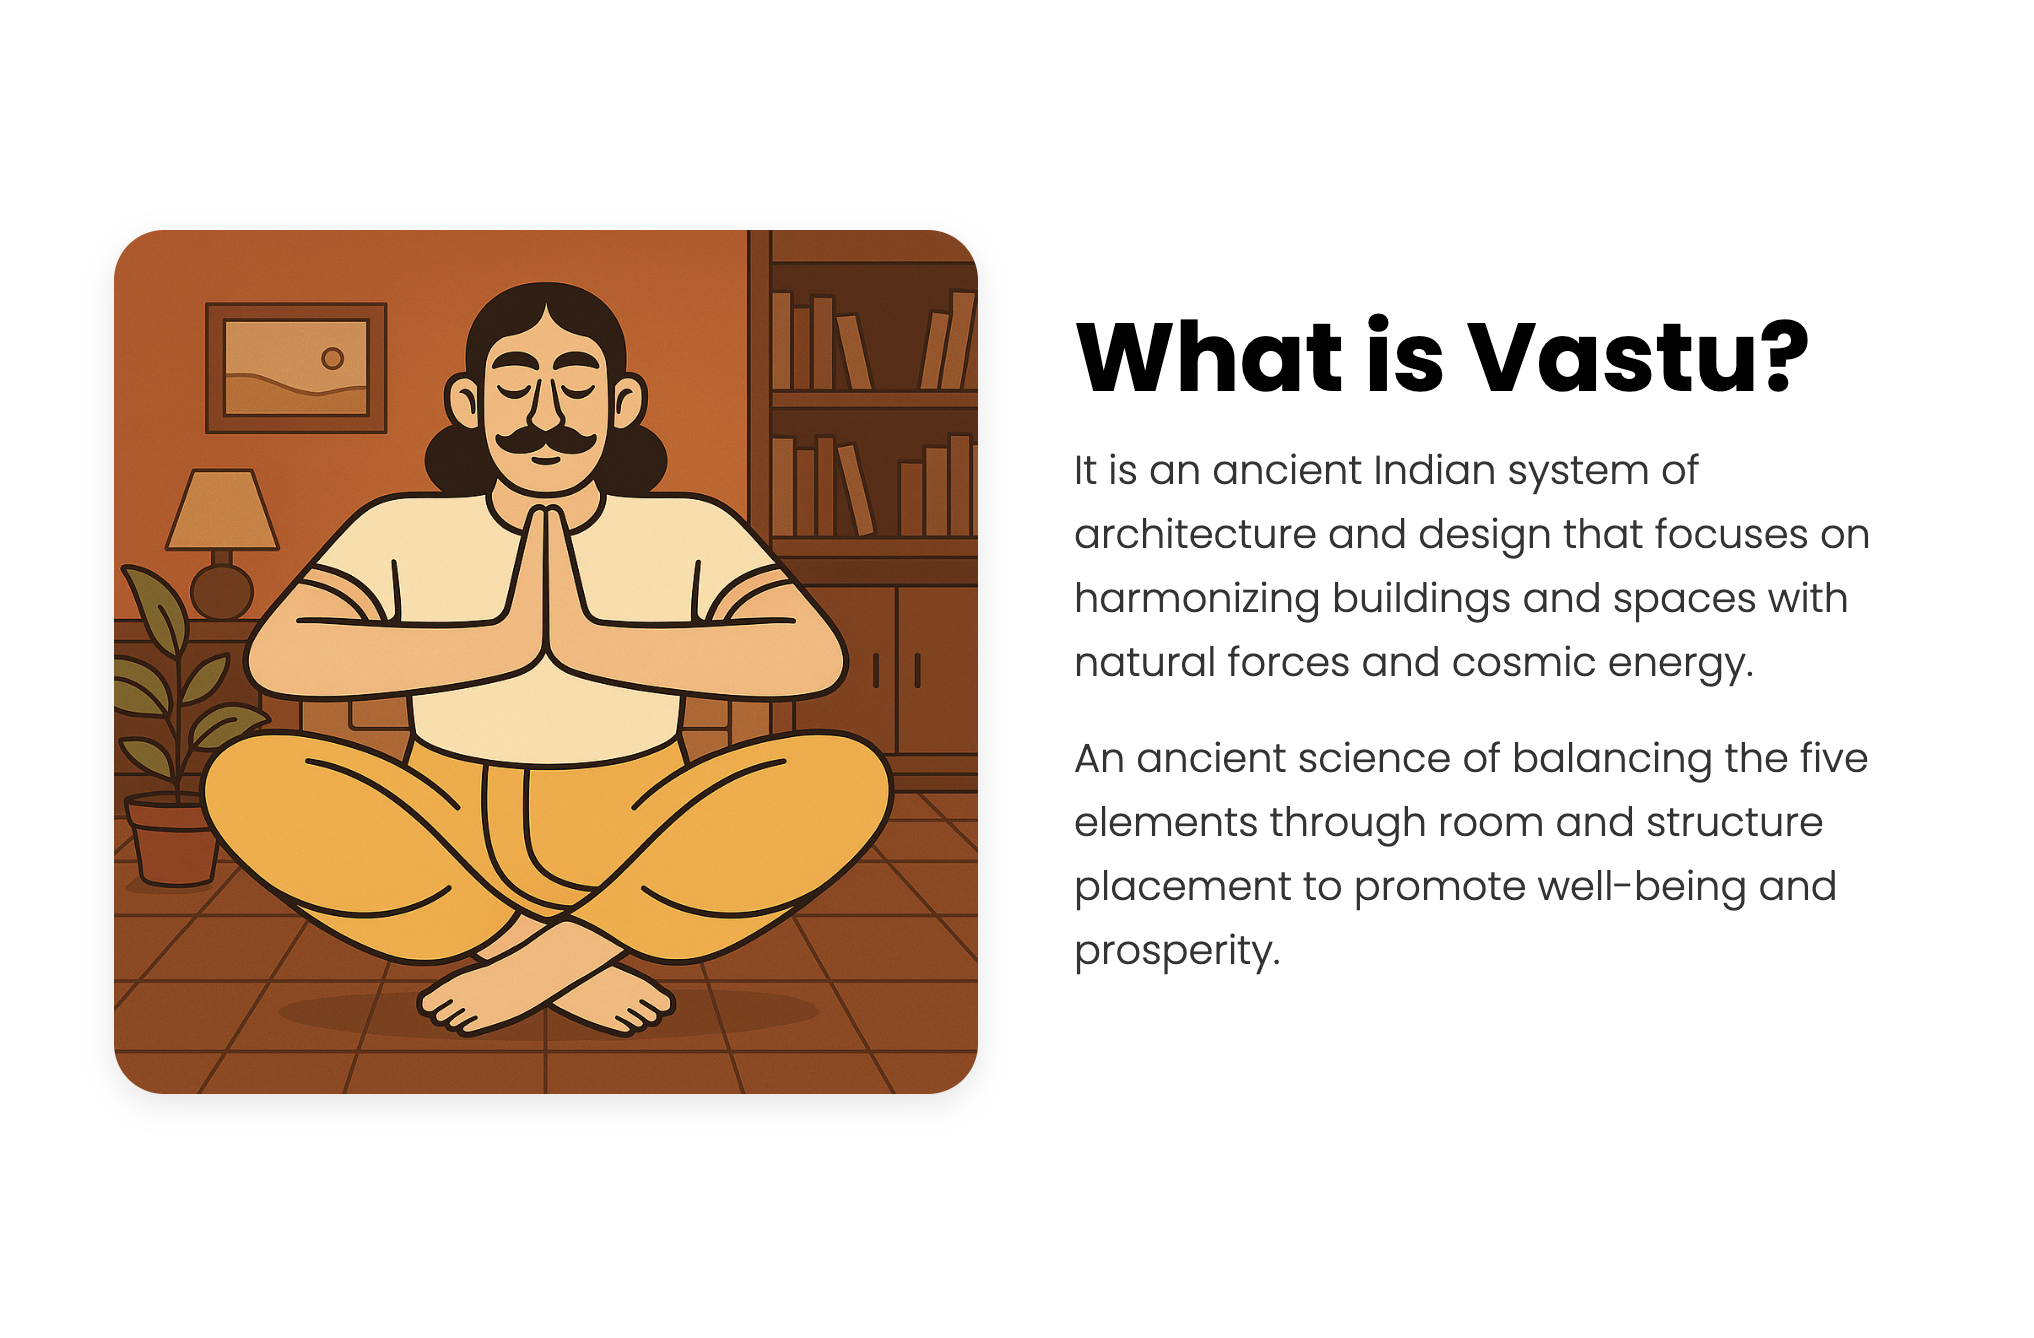 What is Vastu?
It is an ancient Indian system of
architecture and design that focuses on
harmonizing buildings and spaces with
natural forces and cosmic energy.
An ancient science of balancing the five
elements through room and structure
placement to promote well-being and
prosperity.